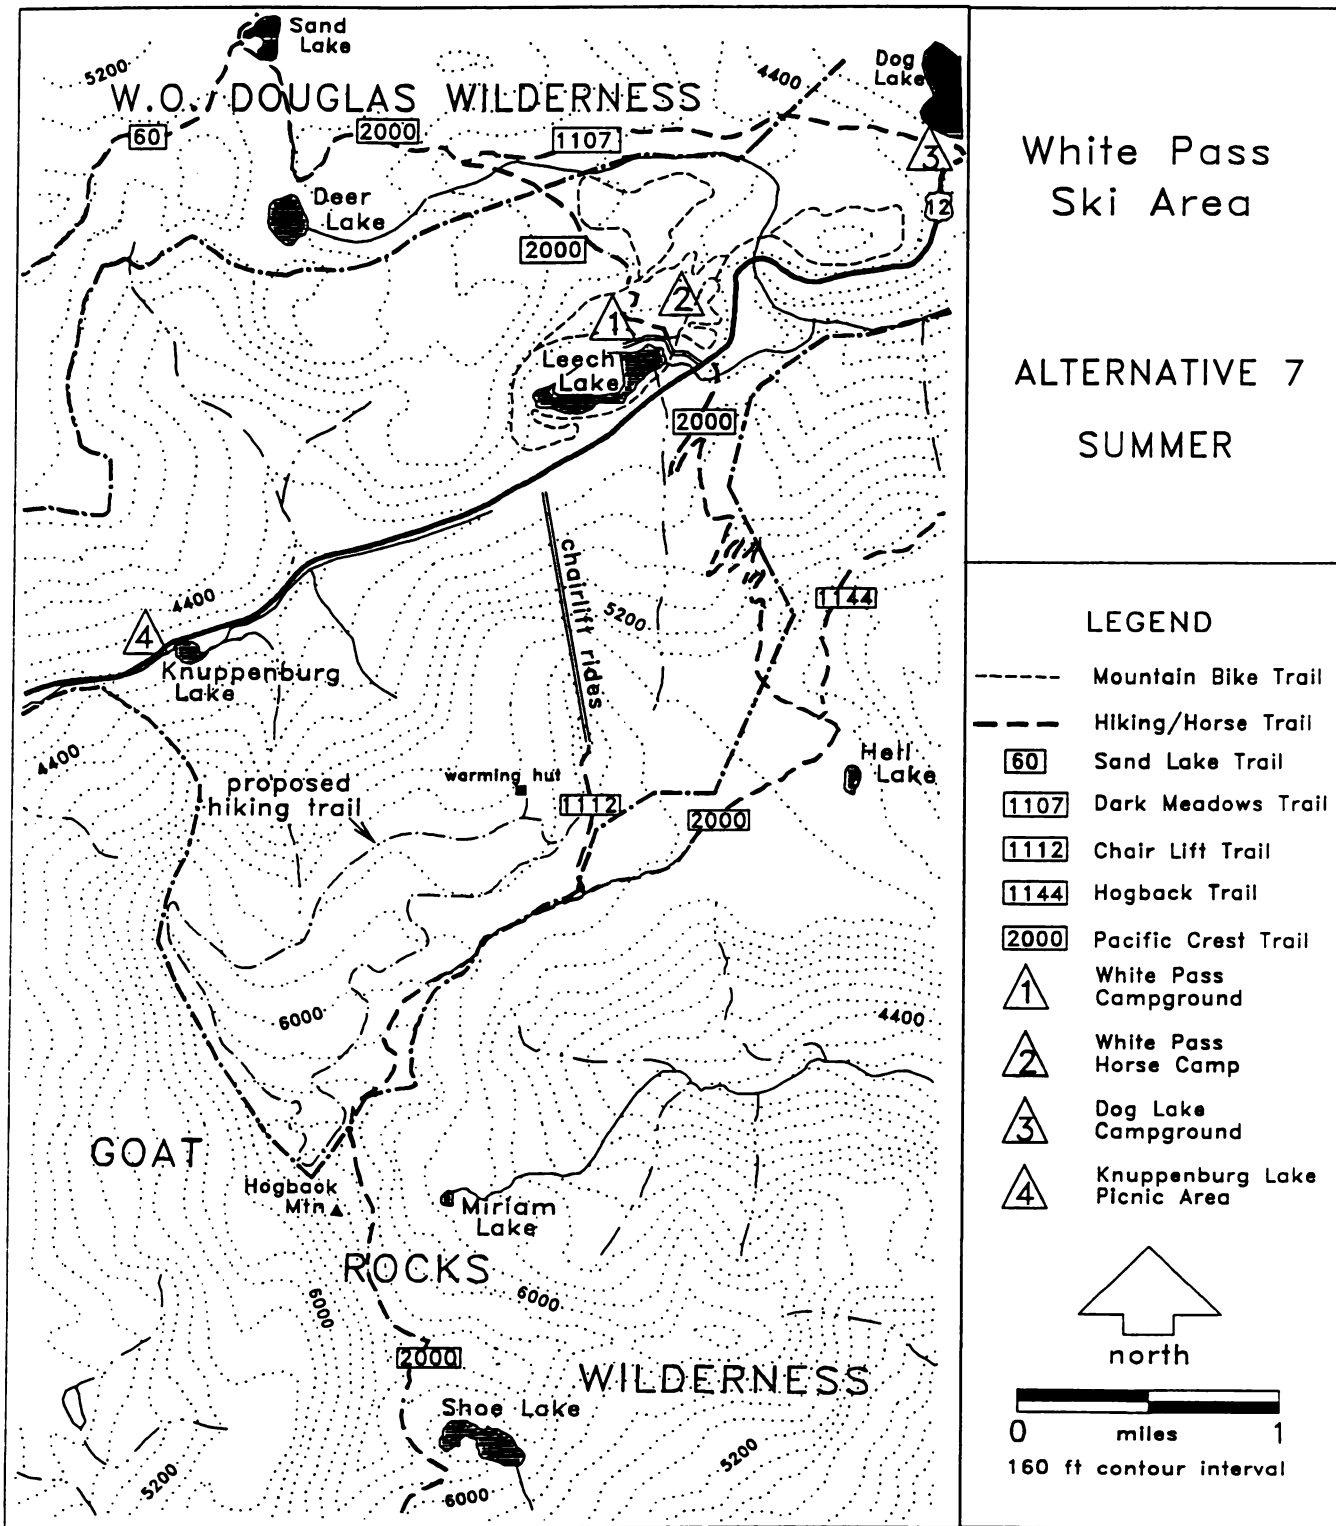 Sand
Lake
5200
W.O. DOUGLAS WILDERNESS
4400
Dog
Lake
60
2000
1107
3
Deer
Lake
12
2000
2
1
Leech
Lake
2000
chairlift rides
4400
5200
1144
4
Knuppenburg
Lake
4400
proposed
hiking trail
warming hut
1112
2000
Hell
Lake
6000
4400
GOAT
Hogback
Mtn
Miriam
Lake
ROCKS
6000
6000
2000
WILDERNESS
Shoe Lake
5200
5200
6000
White Pass
Ski Area
ALTERNATIVE 7
SUMMER
LEGEND
Mountain Bike Trail
Hiking/Horse Trail
60 Sand Lake Trail
1107 Dark Meadows Trail
1112 Chair Lift Trail
1144 Hogback Trail
2000 Pacific Crest Trail
1 White Pass
Campground
2 White Pass
Horse Camp
3 Dog Lake
Campground
4 Knuppenburg Lake
Picnic Area
north
0 miles 1
160 ft contour interval